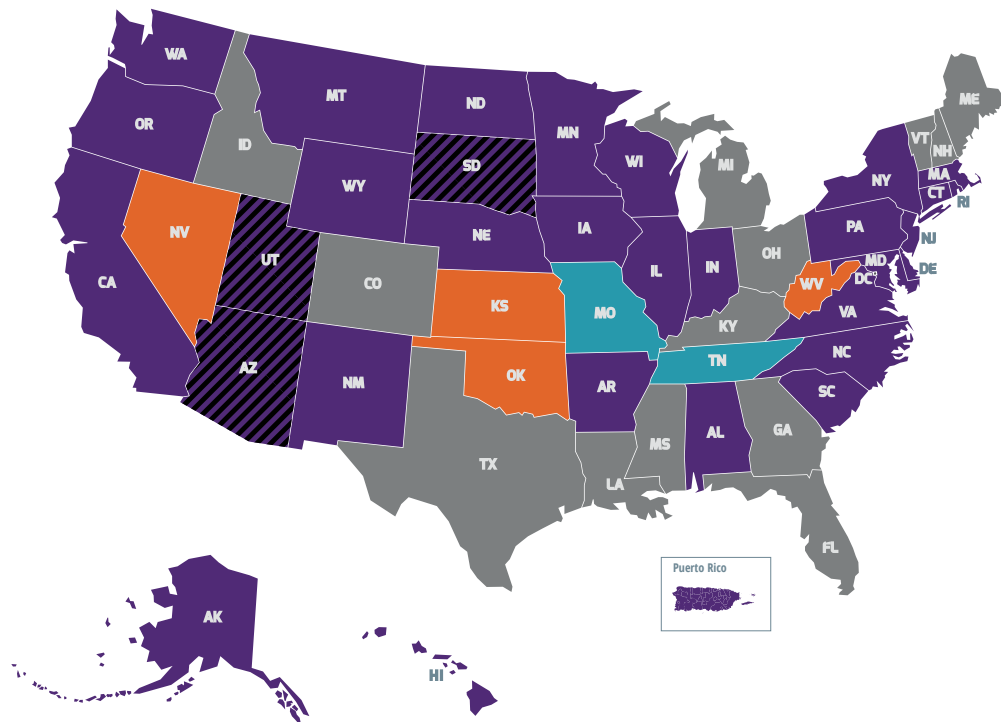 WA
MT
ND
MN
OR
ID
SD
WI
MI
VT
NH
ME
WY
NY
MA
CT
RI
NV
NE
IA
PA
NJ
UT
CO
IL
IN
OH
MD
DE
DC
WV
CA
KS
MO
KY
VA
AZ
NM
OK
AR
TN
NC
SC
MS
AL
GA
TX
LA
FL
Puerto Rico
AK
HI